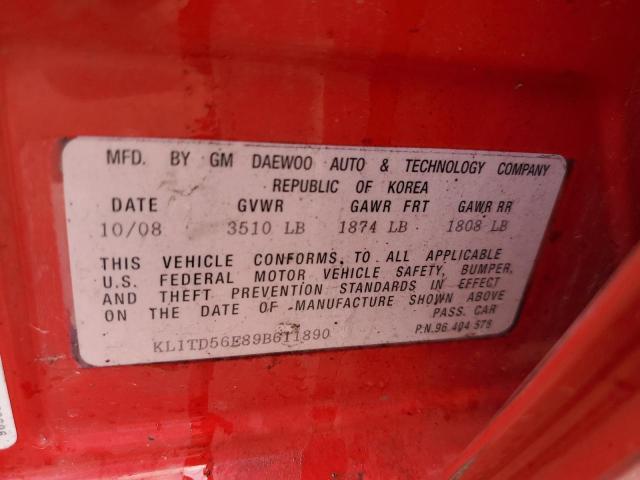 MFD. BY GM DAEWOO AUTO & TECHNOLOGY COMPANY
REPUBLIC OF KOREA
DATE GVWR GAWR FRT GAWR RR
10/08 3510 LB 1874 LB 1808 LB
THIS VEHICLE CONFORMS, TO ALL APPLICABLE
U.S. FEDERAL MOTOR VEHICLE SAFETY, BUMPER,
AND THEFT PREVENTION STANDARDS IN EFFECT
ON THE DATE OF MANUFACTURE SHOWN ABOVE
PASS. CAR
KL1TD56E89B611890
P.N.96 404 578